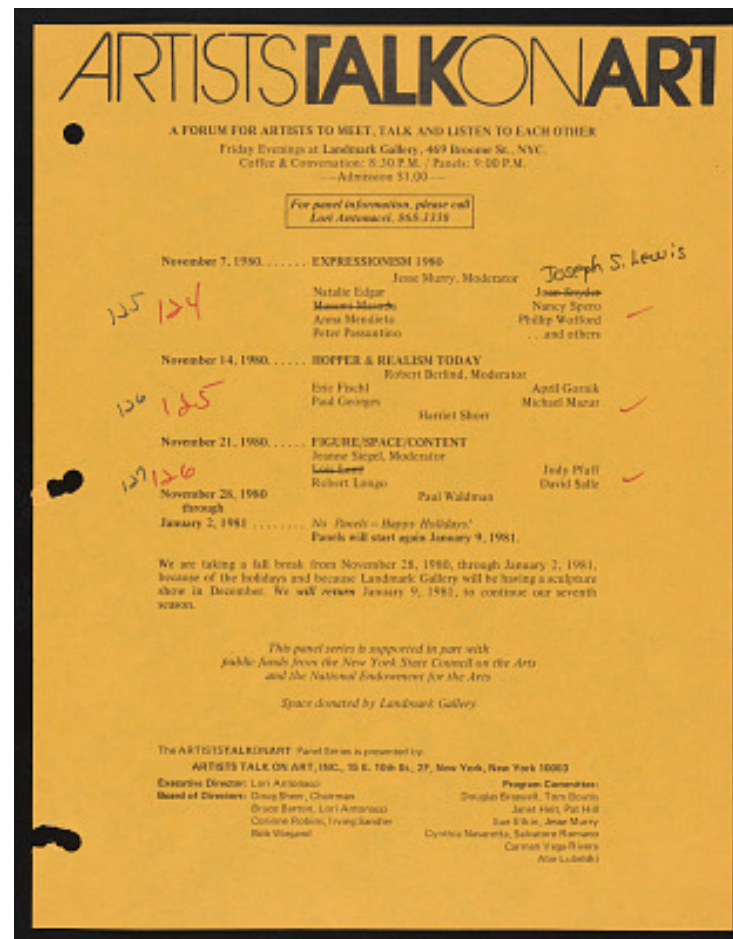 ARTISTSTALKONART
A FORUM FOR ARTISTS TO MEET, TALK AND LISTEN TO EACH OTHER
Friday Evenings at Landmark Gallery, 469 Broome St., NYC.
Coffee & Conversation: 8:30 P.M. / Panels: 9:00 P.M.
—Admission $1.00—
For panel information, please call
Lori Antonacci, 868-3330
November 7, 1980....... EXPRESSIONISM 1980
Joseph S. Lewis
Jesse Murry, Moderator
Natalie Edgar Joan Snyder
Nancy Spero
125 124
Anna Mendieta Phillip Wofford
Peter Passuntino ...and others
November 14, 1980....... HOPPER & REALISM TODAY
Robert Berlind, Moderator
Eric Fischl April Gornik
126 125 Paul Georges Michael Mazur
Harriet Shorr
November 21, 1980...... FIGURE/SPACE/CONTENT
Jeanne Siegel, Moderator
127 126 Judy Pfaff
Robert Longo David Salle
November 28, 1980 Paul Waldman
through
January 2, 1981 ........ No Panels – Happy Holidays!
Panels will start again January 9, 1981.
We are taking a fall break from November 28, 1980, through January 2, 1981,
because of the holidays and because Landmark Gallery will be having a sculpture
show in December. We will return January 9, 1981, to continue our seventh
season.
This panel series is supported in part with
public funds from the New York State Council on the Arts
and the National Endowment for the Arts
Space donated by Landmark Gallery
The ARTISTSTALKONART Panel Series is presented by:
ARTISTS TALK ON ART, INC., 15 E. 10th St., 2F, New York, New York 10003
Executive Director: Lori Antonacci Program Committee:
Board of Directors: Doug Sheer, Chairman Douglas Braswell, Tom Bourns
Bruce Barton, Lori Antonacci Janet Heit, Pat Hill
Corinne Robins, Irving Sandler Sue Elkin, Jesse Murry
Bob Wiegand Cynthia Navaretta, Salvatore Romano
Carmen Vega-Rivera
Abe Lubelski